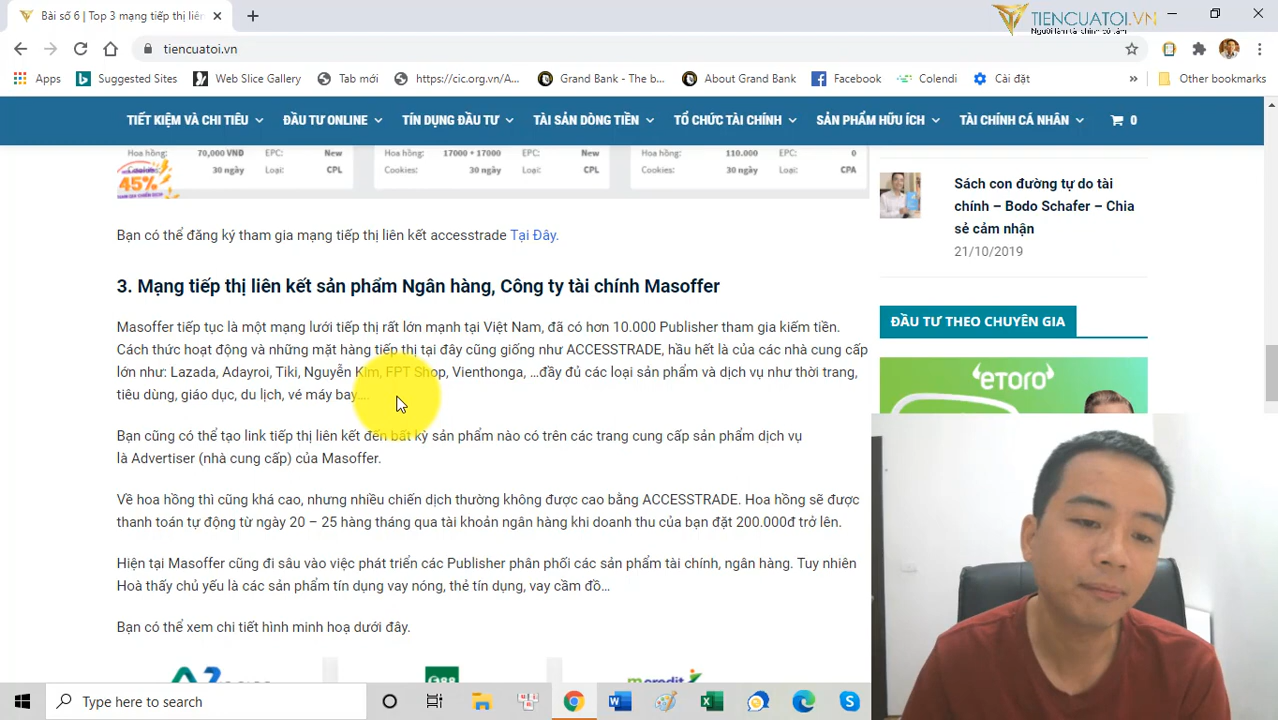 Bài số 6 | Top 3 mạng tiếp thị liên
TIENCUATOI.VN
tiencuatoi.vn
Apps
Suggested Sites
Web Slice Gallery
Tab mới
https://cic.org.vn/A...
Grand Bank - The b...
About Grand Bank
Facebook
Colendi
Cài đặt
»
Other bookmarks
TIẾT KIỆM VÀ CHI TIÊU
ĐẦU TƯ ONLINE
TÍN DỤNG ĐẦU TƯ
TÀI SẢN DÒNG TIỀN
TỔ CHỨC TÀI CHÍNH
SẢN PHẨM HỮU ÍCH
TÀI CHÍNH CÁ NHÂN
0
Hoa hồng: 70,000 VND EPC: New
Cookies: 30 ngày Loại: CPL
45%
Hoa hồng: 17000 + 17000 EPC: New
Cookies: 30 ngày Loại: CPL
Hoa hồng: 110.000 EPC: 0
Cookies: 30 ngày Loại: CPA
Bạn có thể đăng ký tham gia mạng tiếp thị liên kết accesstrade Tại Đây.
3. Mạng tiếp thị liên kết sản phẩm Ngân hàng, Công ty tài chính Masoffer
Masoffer tiếp tục là một mạng lưới tiếp thị rất lớn mạnh tại Việt Nam, đã có hơn 10.000 Publisher tham gia kiếm tiền.
Cách thức hoạt động và những mặt hàng tiếp thị tại đây cũng giống như ACCESSTRADE, hầu hết là của các nhà cung cấp
lớn như: Lazada, Adayroi, Tiki, Nguyễn Kim, FPT Shop, Vienthonga, ...đầy đủ các loại sản phẩm và dịch vụ như thời trang,
tiêu dùng, giáo dục, du lịch, vé máy bay....
Bạn cũng có thể tạo link tiếp thị liên kết đến bất kỳ sản phẩm nào có trên các trang cung cấp sản phẩm dịch vụ
là Advertiser (nhà cung cấp) của Masoffer.
Về hoa hồng thì cũng khá cao, nhưng nhiều chiến dịch thường không được cao bằng ACCESSTRADE. Hoa hồng sẽ được
thanh toán tự động từ ngày 20 – 25 hàng tháng qua tài khoản ngân hàng khi doanh thu của bạn đặt 200.000đ trở lên.
Hiện tại Masoffer cũng đi sâu vào việc phát triển các Publisher phân phối các sản phẩm tài chính, ngân hàng. Tuy nhiên
Hoà thấy chủ yếu là các sản phẩm tín dụng vay nóng, thẻ tín dụng, vay cầm đồ...
Bạn có thể xem chi tiết hình minh hoạ dưới đây.
mcredit
Sách con đường tự do tài
chính – Bodo Schafer – Chia
sẻ cảm nhận
21/10/2019
ĐẦU TƯ THEO CHUYÊN GIA
eToro
Type here to search